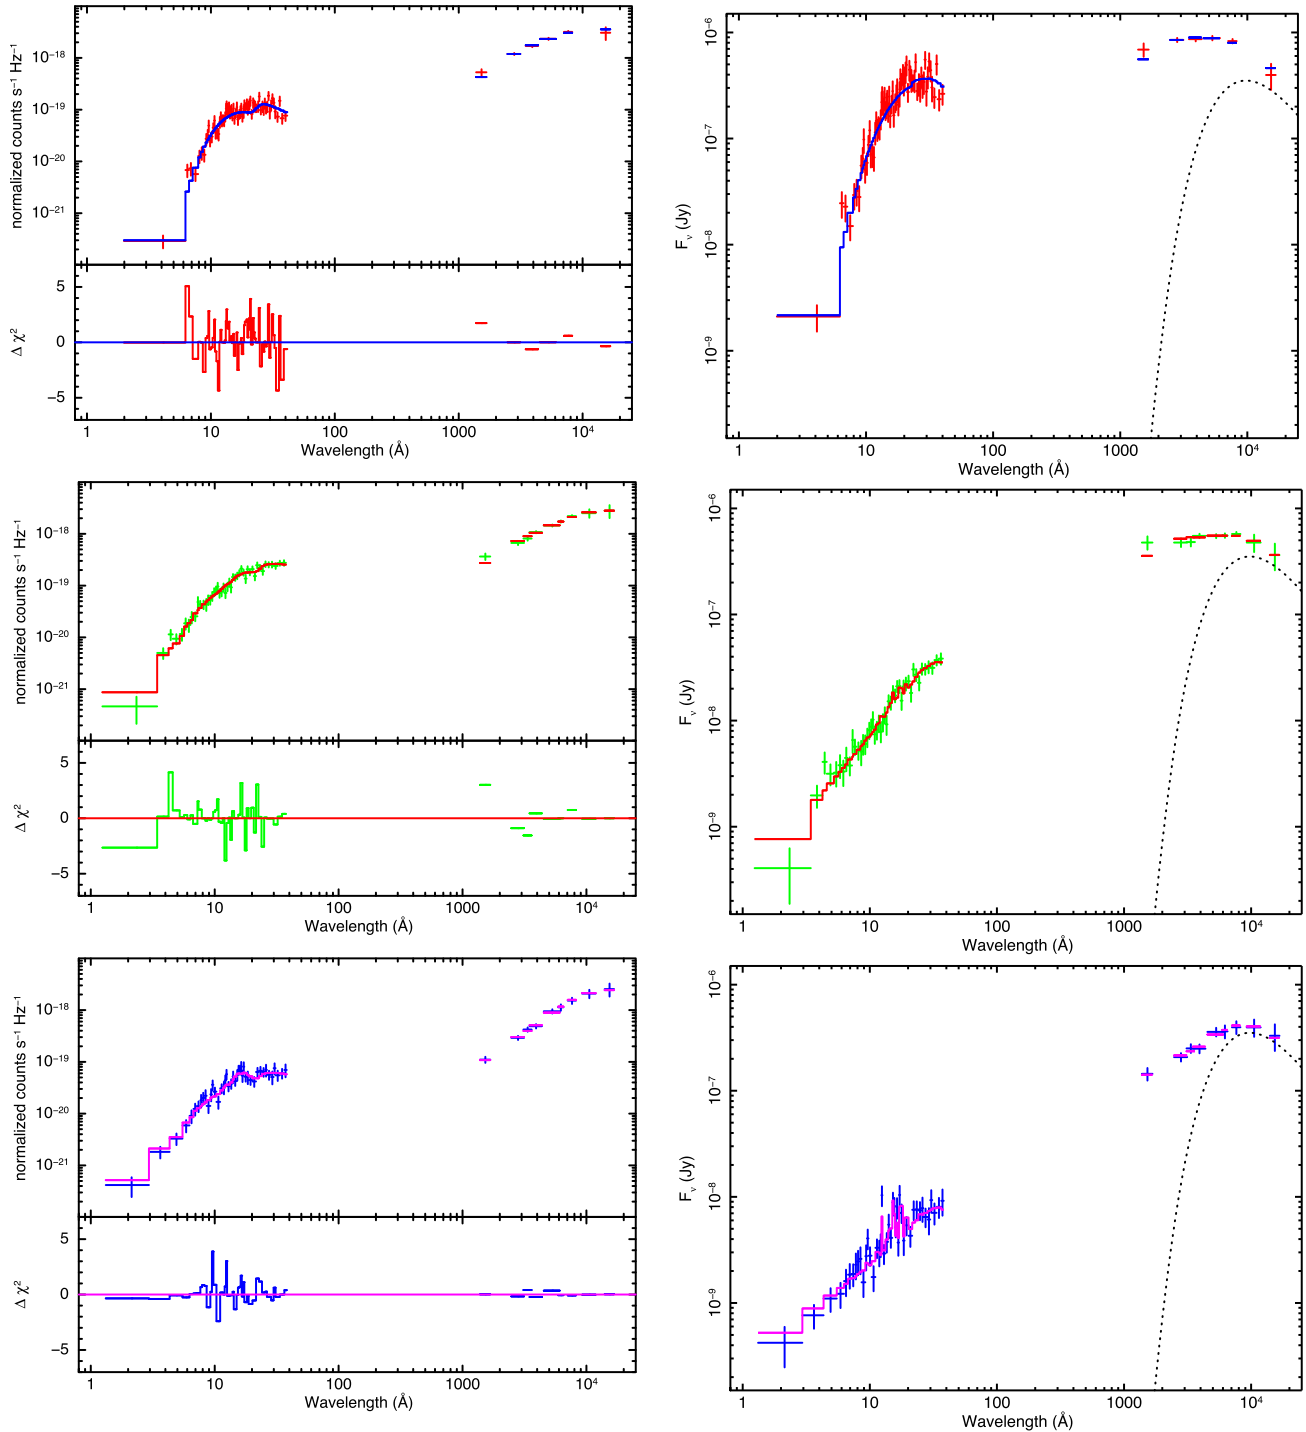 normalized counts s⁻¹ Hz⁻¹
10⁻¹⁸
10⁻¹⁹
10⁻²⁰
10⁻²¹
Δ χ²
5
0
−5
1 10 100 1000 10⁴
Wavelength (Å)
F_ν (Jy)
10⁻⁶
10⁻⁷
10⁻⁸
10⁻⁹
1 10 100 1000 10⁴
Wavelength (Å)
normalized counts s⁻¹ Hz⁻¹
10⁻¹⁸
10⁻¹⁹
10⁻²⁰
10⁻²¹
Δ χ²
5
0
−5
1 10 100 1000 10⁴
Wavelength (Å)
F_ν (Jy)
10⁻⁶
10⁻⁷
10⁻⁸
10⁻⁹
1 10 100 1000 10⁴
Wavelength (Å)
normalized counts s⁻¹ Hz⁻¹
10⁻¹⁸
10⁻¹⁹
10⁻²⁰
10⁻²¹
Δ χ²
5
0
−5
1 10 100 1000 10⁴
Wavelength (Å)
F_ν (Jy)
10⁻⁶
10⁻⁷
10⁻⁸
10⁻⁹
1 10 100 1000 10⁴
Wavelength (Å)